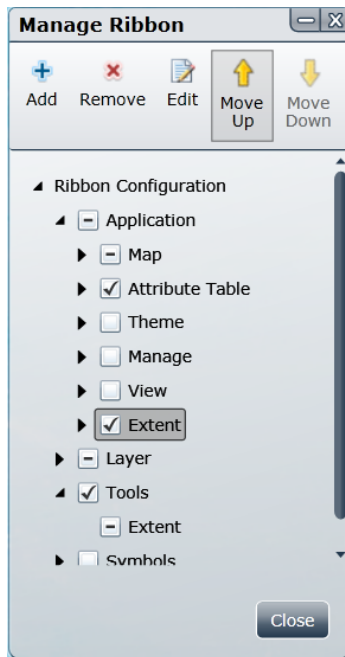 Manage Ribbon
Add Remove Edit Move Up Move Down
Ribbon Configuration
Application
Map
Attribute Table
Theme
Manage
View
Extent
Layer
Tools
Extent
Symbols
Close